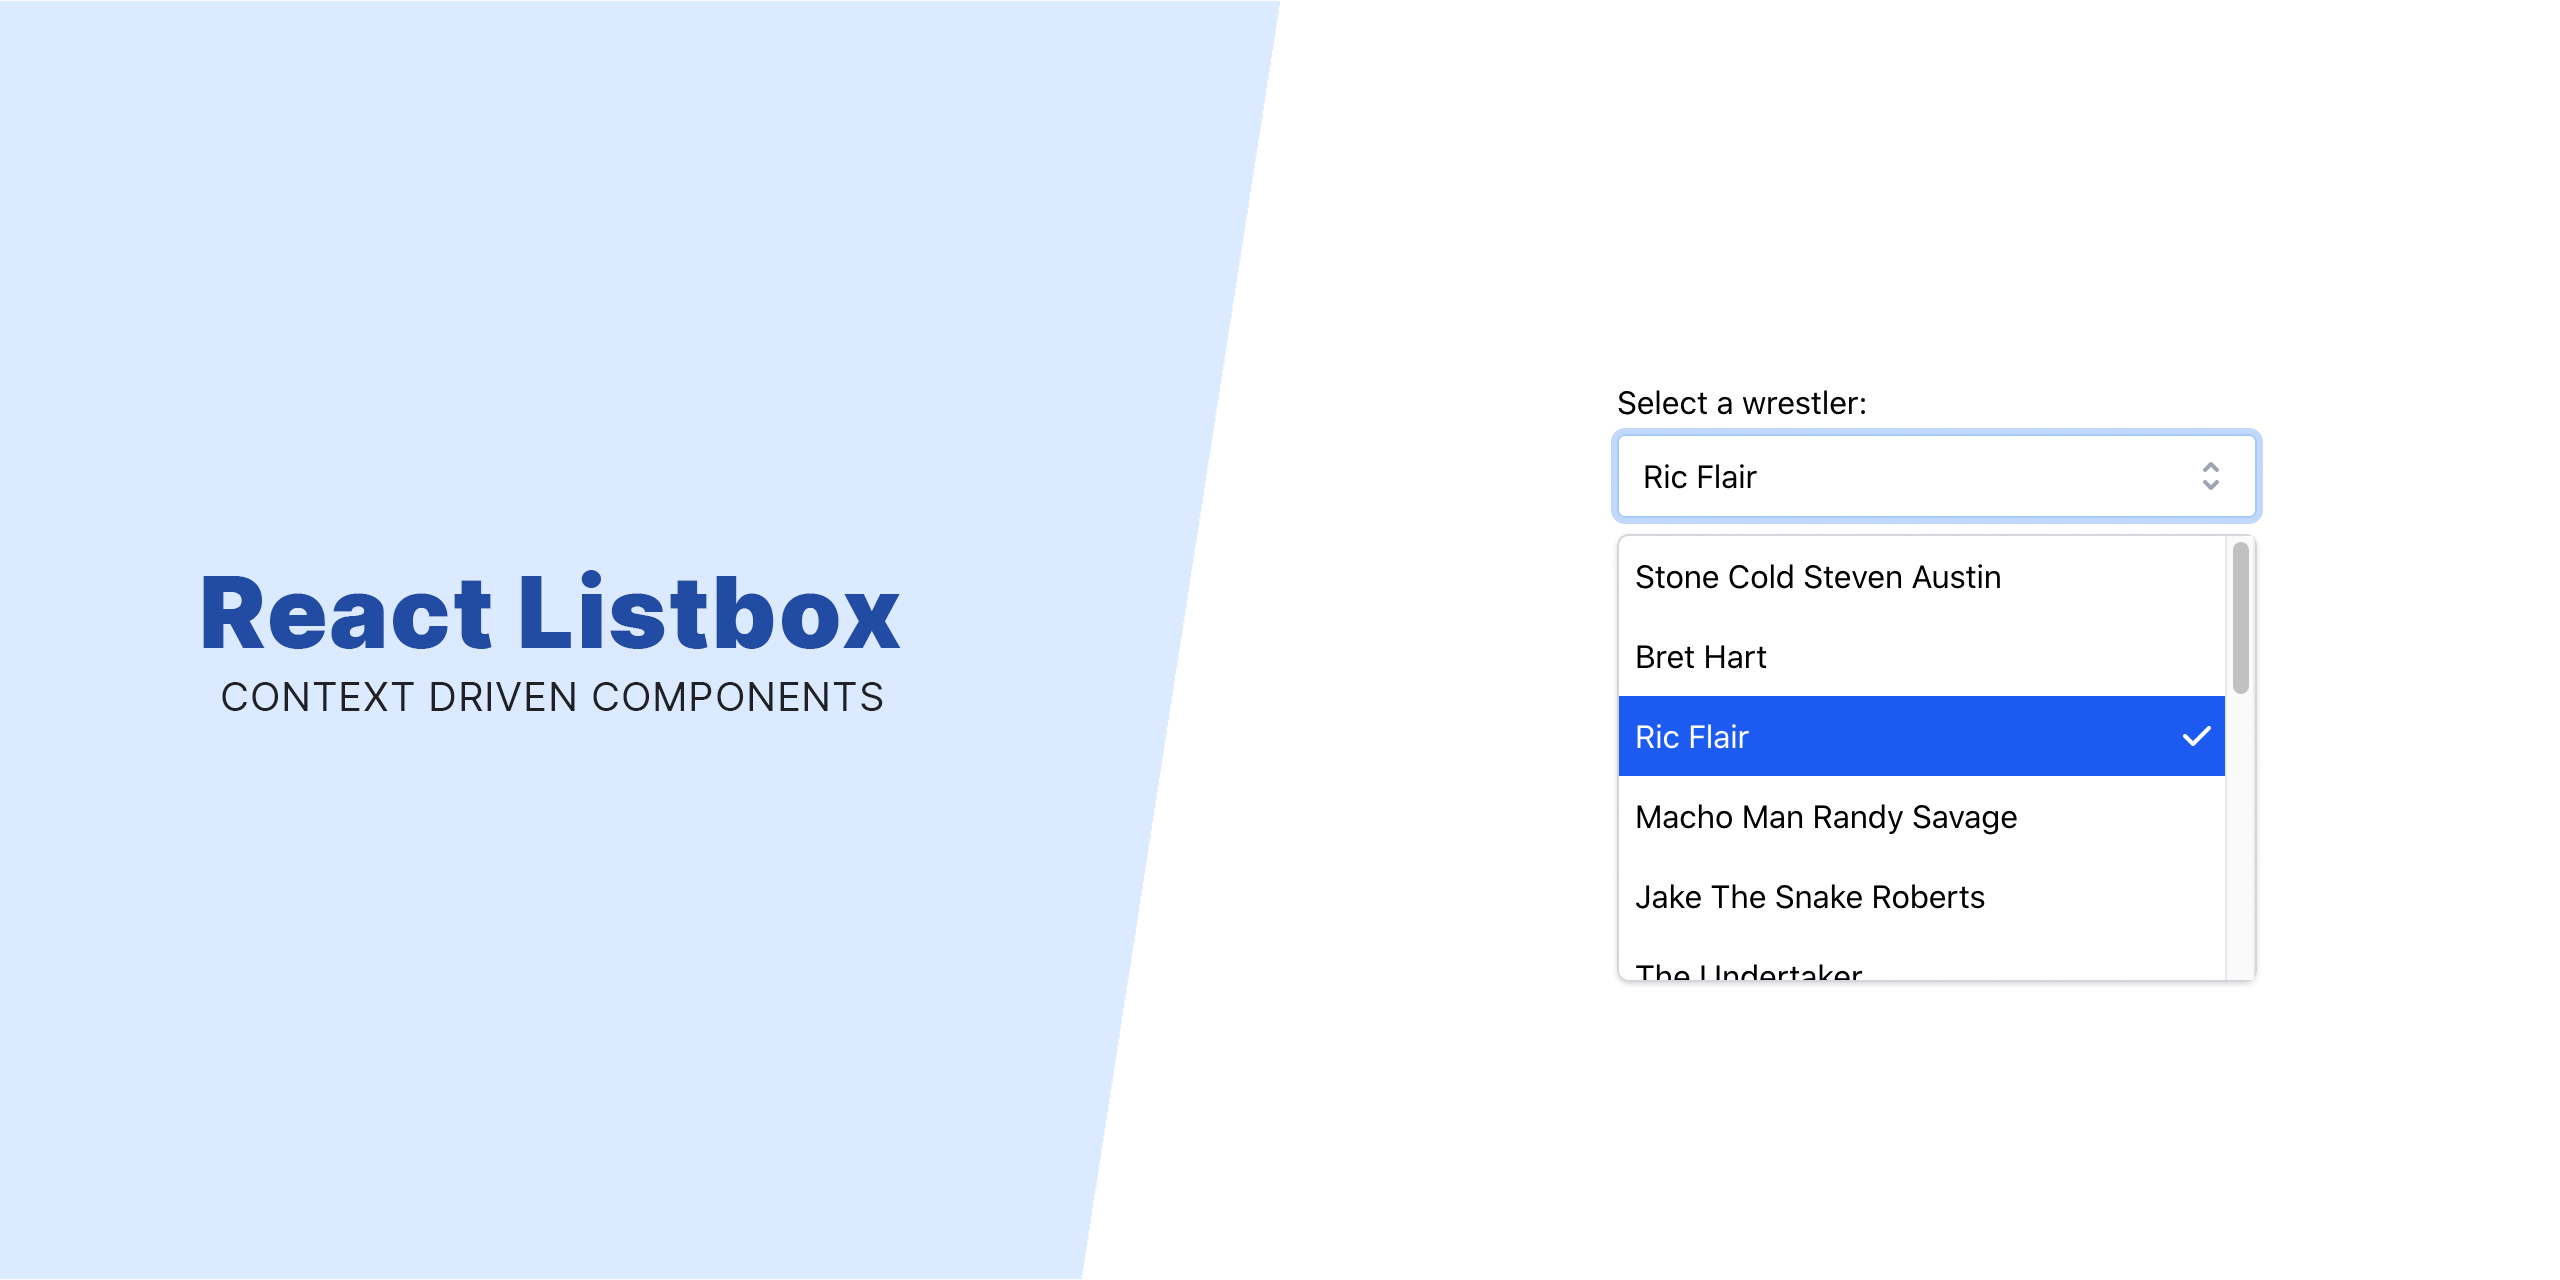 React Listbox
CONTEXT DRIVEN COMPONENTS
Select a wrestler:
Ric Flair
Stone Cold Steven Austin
Bret Hart
Ric Flair
Macho Man Randy Savage
Jake The Snake Roberts
The Undertaker